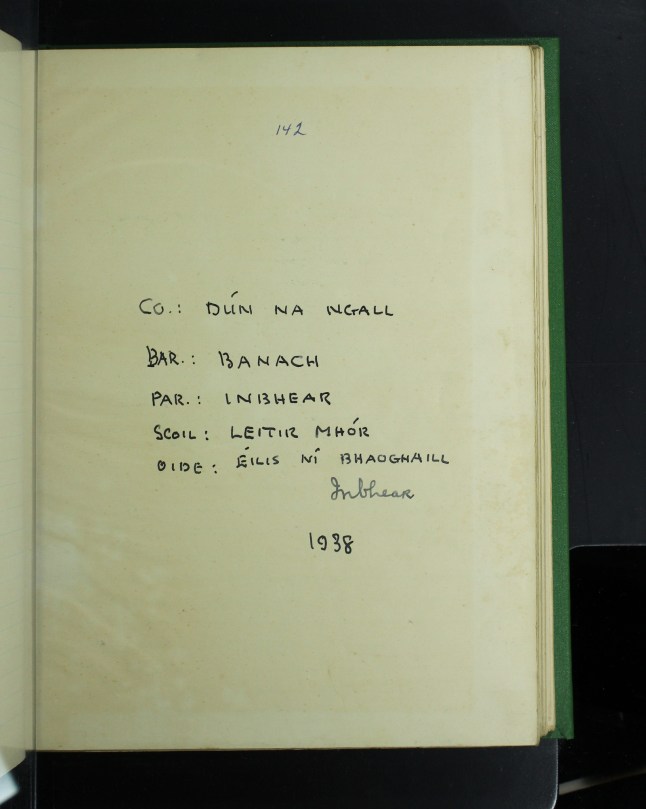 142
CO.: DÚN NA NGALL
BAR.: BANACH
PAR.: INBHEAR
SCOIL: LEITIR MHÓR
OIDE: ÉILIS NÍ BHAOGHAILL
Inbhear
1938